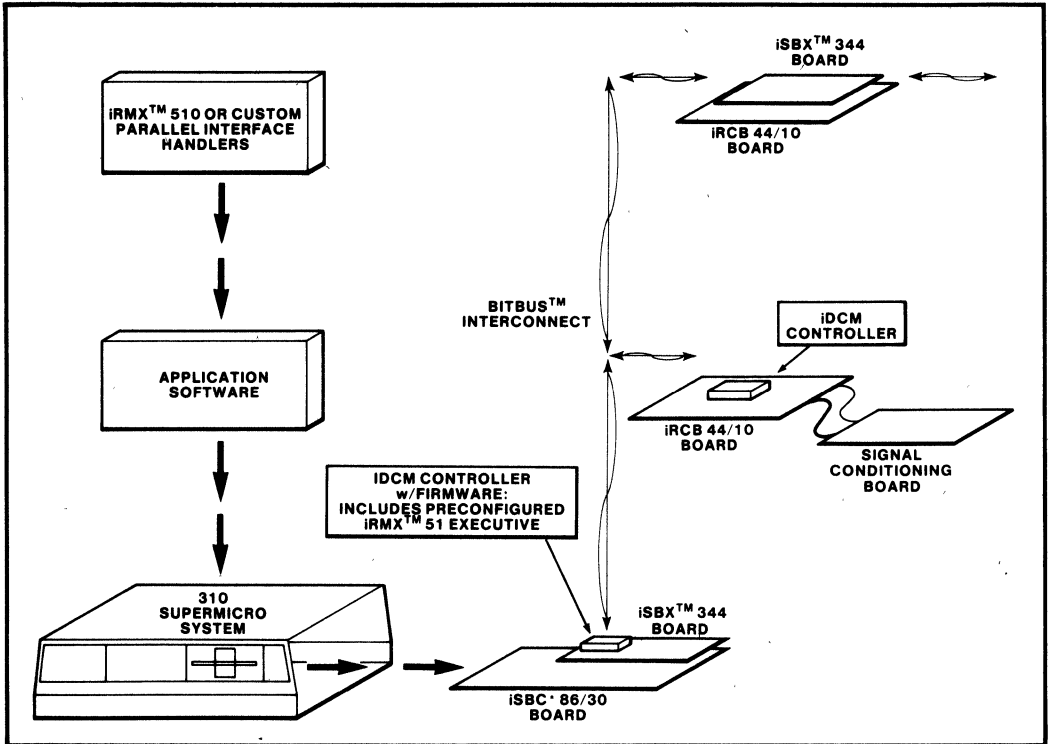 iRMX™ 510 OR CUSTOM
PARALLEL INTERFACE
HANDLERS
APPLICATION
SOFTWARE
310
SUPERMICRO
SYSTEM
iSBX™ 344
BOARD
iRCB 44/10
BOARD
BITBUS™
INTERCONNECT
iDCM
CONTROLLER
iRCB 44/10
BOARD
SIGNAL
CONDITIONING
BOARD
IDCM CONTROLLER
w/FIRMWARE:
INCLUDES PRECONFIGURED
iRMX™ 51 EXECUTIVE
iSBX™ 344
BOARD
iSBC* 86/30
BOARD